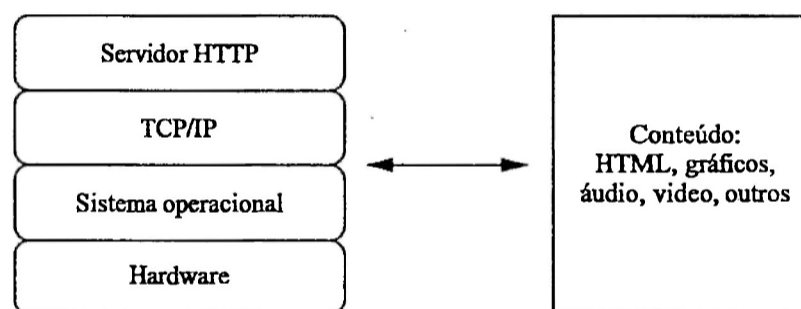 Servidor HTTP
TCP/IP
Sistema operacional
Hardware
Conteúdo:
HTML, gráficos,
áudio, video, outros